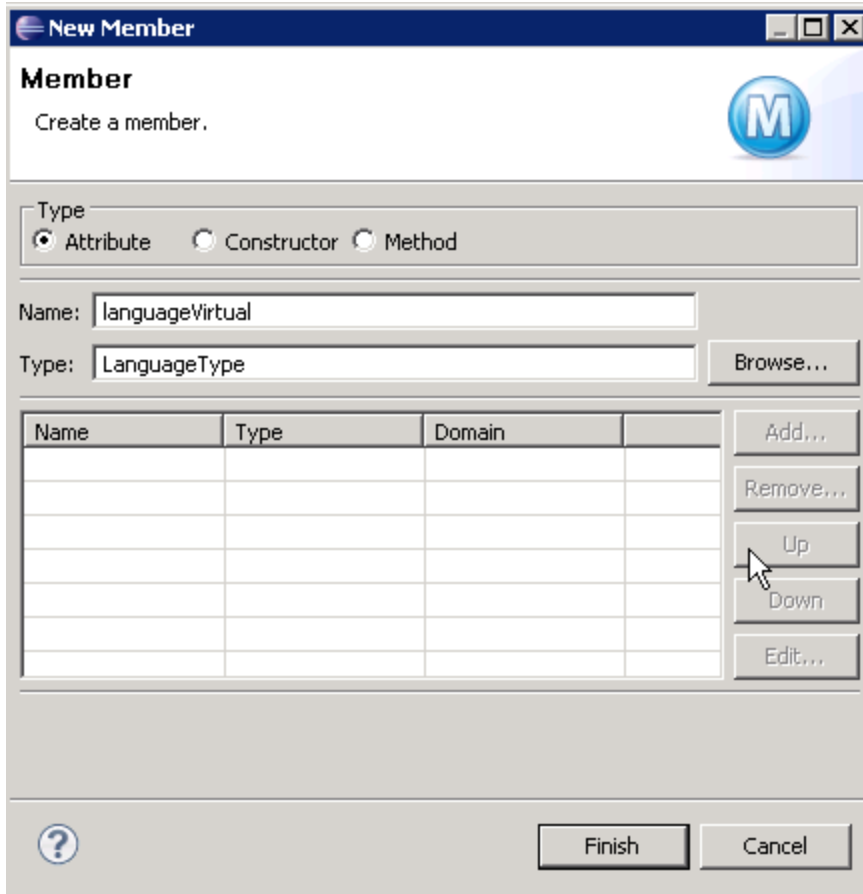 New Member
Member
Create a member.
M
Type
Attribute Constructor Method
Name: languageVirtual
Type: LanguageType Browse...
Name Type Domain Add...
Remove...
Up
Down
Edit...
? Finish Cancel